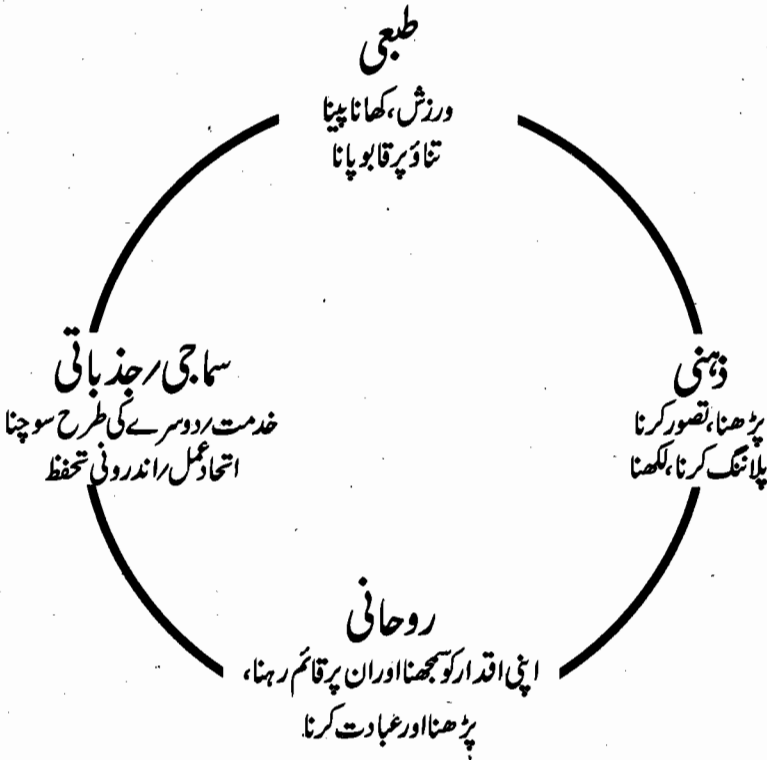 طبعی
ورزش، کھانا پینا
تناؤ پر قابو پانا
ذہنی
پڑھنا، تصور کرنا
پلاننگ کرنا، لکھنا
سماجی/جذباتی
خدمت/دوسرے کی طرح سوچنا
اتحاد عمل/اندرونی تحفظ
روحانی
اپنی اقدار کو سمجھنا اور ان پر قائم رہنا،
پڑھنا اور عبادت کرنا